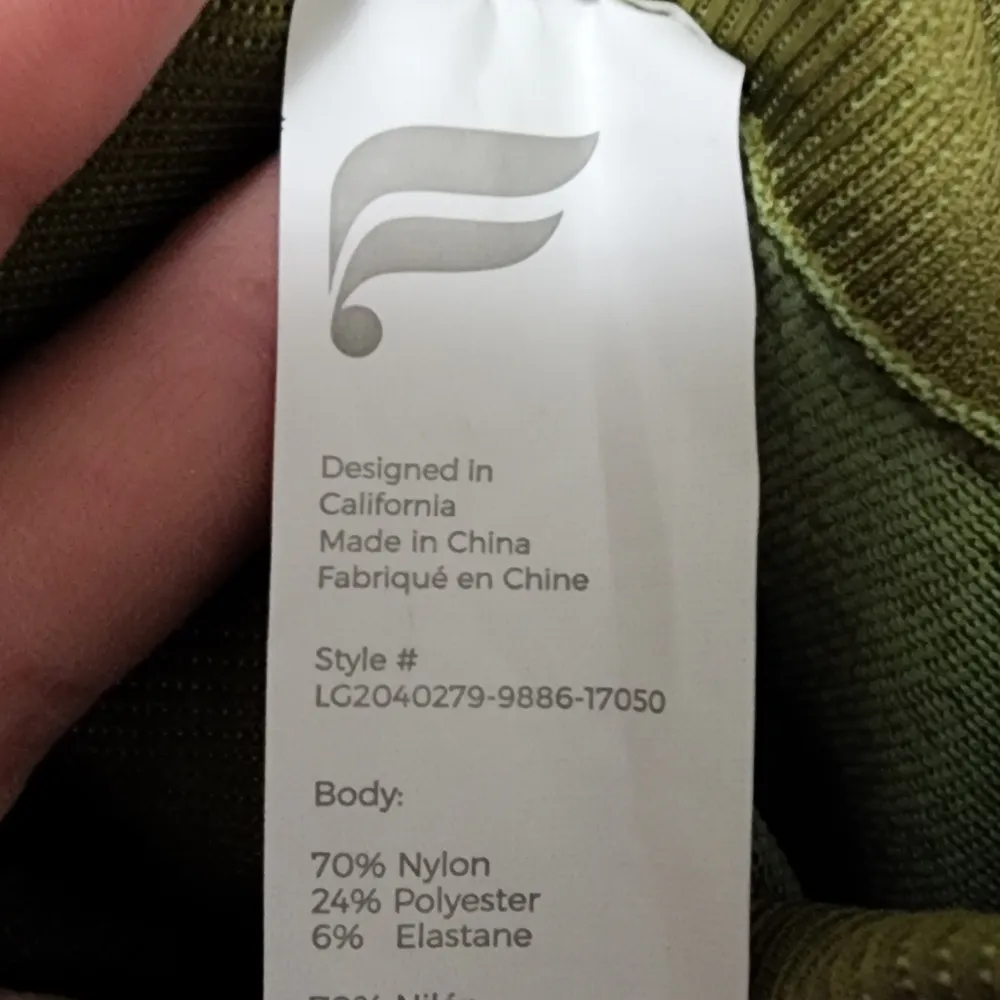 Designed in
California
Made in China
Fabriqué en Chine
Style #
LG2040279-9886-17050
Body:
70% Nylon
24% Polyester
6% Elastane